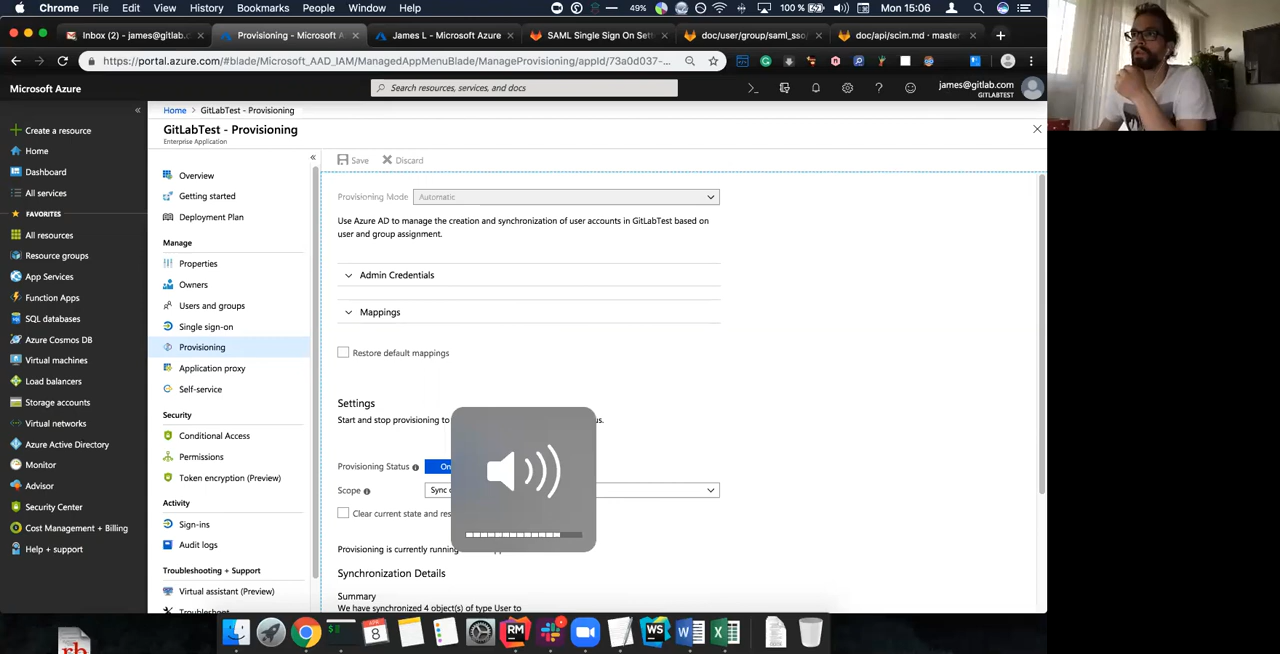 Chrome File Edit View History Bookmarks People Window Help 49% 100 % Mon 15:06
Inbox (2) - james@gitlab.c Provisioning - Microsoft A James L - Microsoft Azure SAML Single Sign On Sett doc/user/group/saml_sso/ doc/api/scim.md · master
https://portal.azure.com/#blade/Microsoft_AAD_IAM/ManagedAppMenuBlade/ManageProvisioning/appId/73a0d037-...
Microsoft Azure
Search resources, services, and docs
james@gitlab.com
GITLABTEST
Create a resource
Home
Dashboard
All services
FAVORITES
All resources
Resource groups
App Services
Function Apps
SQL databases
Azure Cosmos DB
Virtual machines
Load balancers
Storage accounts
Virtual networks
Azure Active Directory
Monitor
Advisor
Security Center
Cost Management + Billing
Help + support
Home > GitLabTest - Provisioning
GitLabTest - Provisioning
Enterprise Application
Overview
Getting started
Deployment Plan
Manage
Properties
Owners
Users and groups
Single sign-on
Provisioning
Application proxy
Self-service
Security
Conditional Access
Permissions
Token encryption (Preview)
Activity
Sign-ins
Audit logs
Troubleshooting + Support
Virtual assistant (Preview)
Troubleshoot
Save Discard
Provisioning Mode Automatic
Use Azure AD to manage the creation and synchronization of user accounts in GitLabTest based on
user and group assignment.
Admin Credentials
Mappings
Restore default mappings
Settings
Start and stop provisioning to
Provisioning Status On
Scope Sync
Clear current state and res
Provisioning is currently running
Synchronization Details
Summary
We have synchronized 4 object(s) of type User to
APR
8
RM
WS
W
X
rb